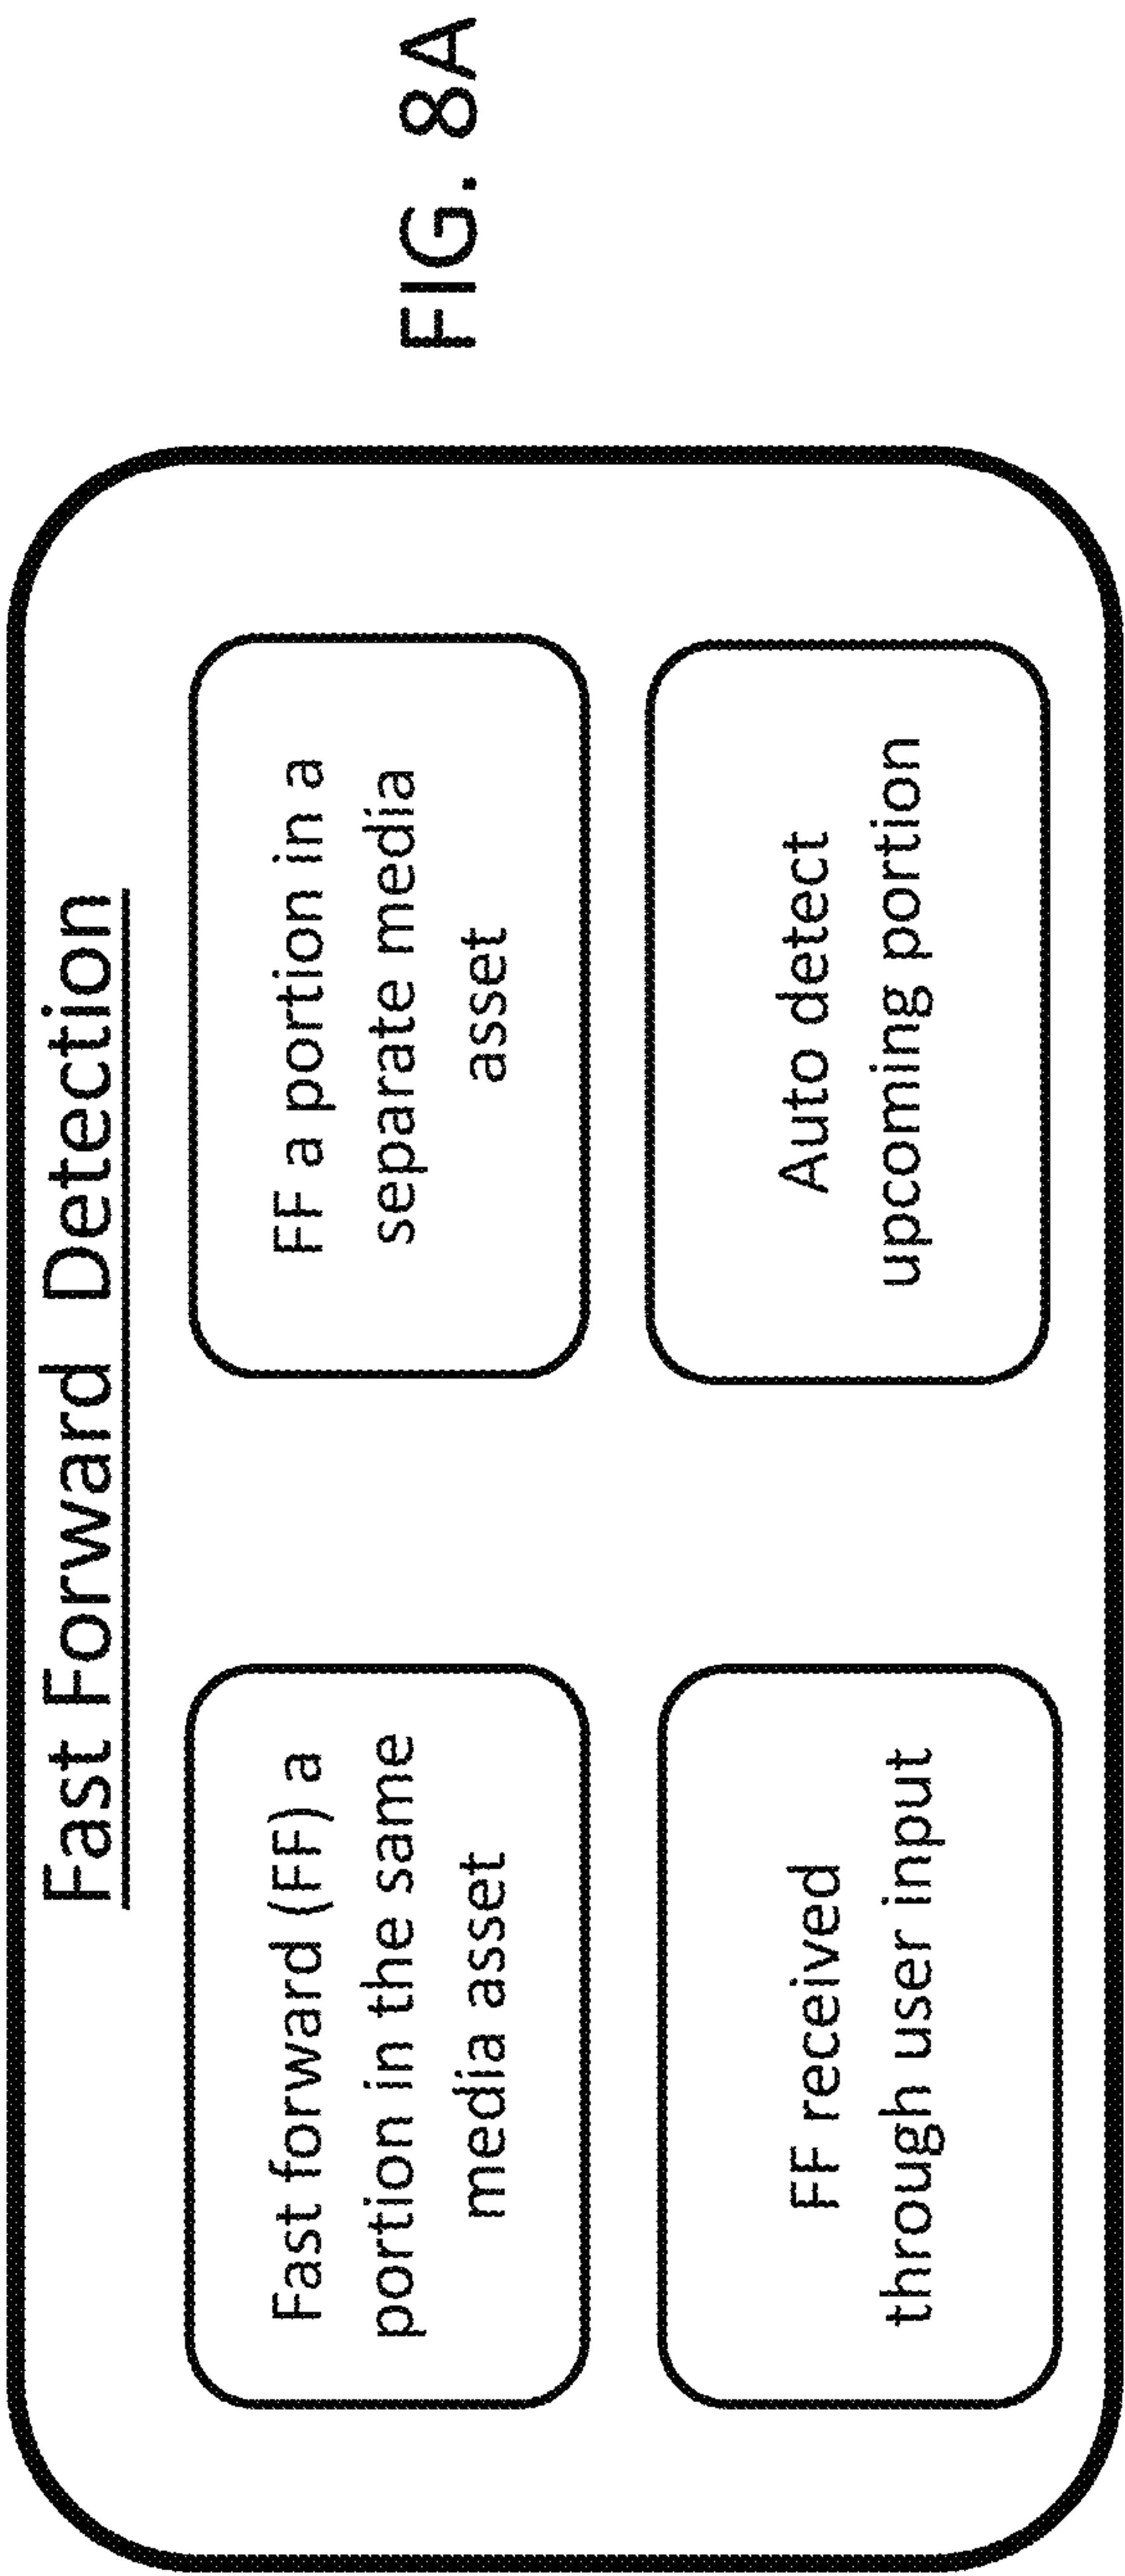 Fast Forward Detection
Fast forward (FF) a
portion in the same
media asset
FF a portion in a
separate media
asset
FF received
through user input
Auto detect
upcoming portion
FIG. 8A